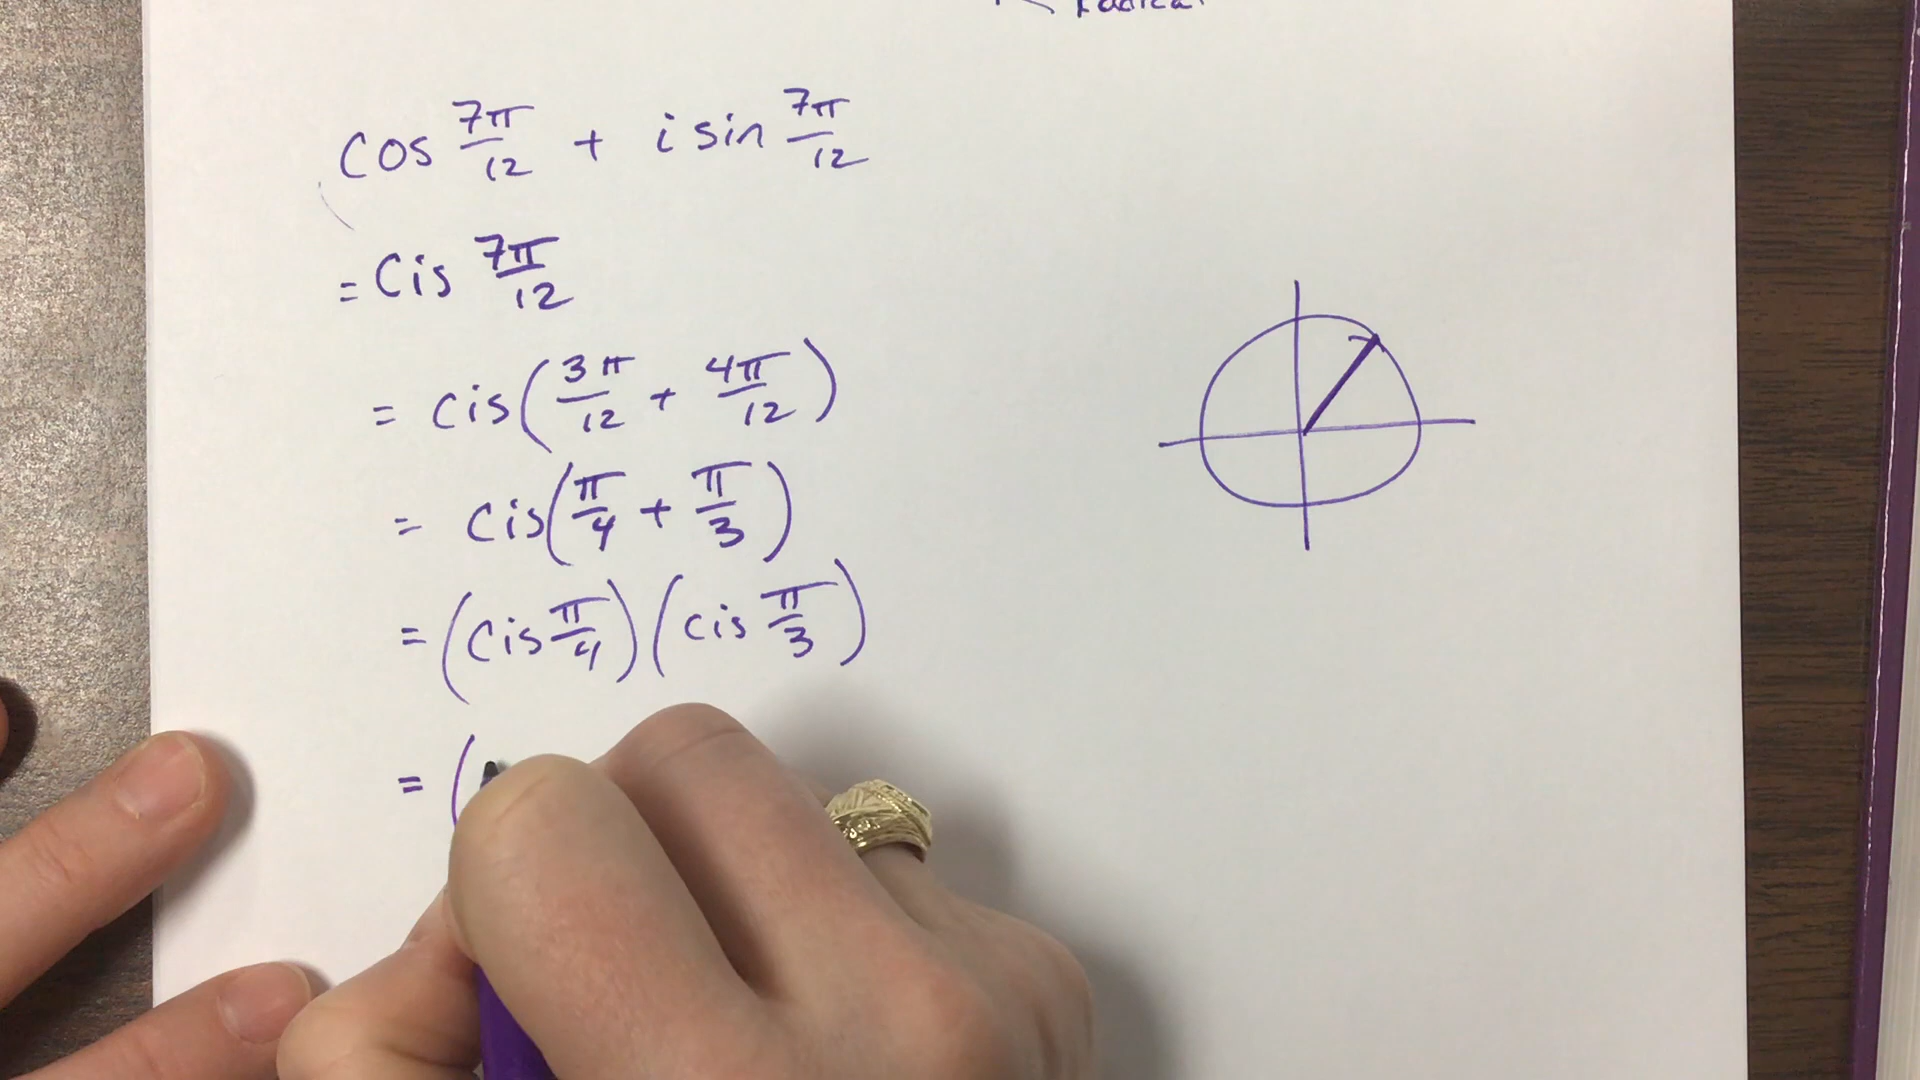 cos 7π/12 + i sin 7π/12
= cis 7π/12
= cis(3π/12 + 4π/12)
= cis(π/4 + π/3)
= (cis π/4)(cis π/3)
= (